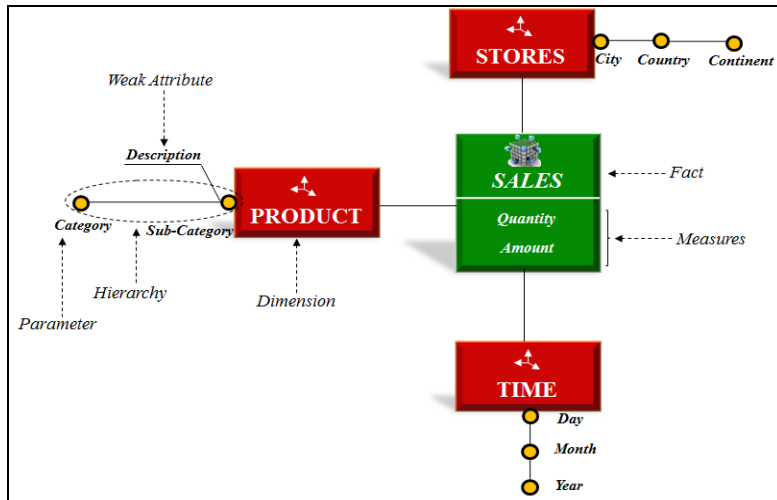 STORES
City
Country
Continent
Weak Attribute
Description
SALES
Fact
PRODUCT
Category
Sub-Category
Quantity
Amount
Measures
Hierarchy
Dimension
Parameter
TIME
Day
Month
Year